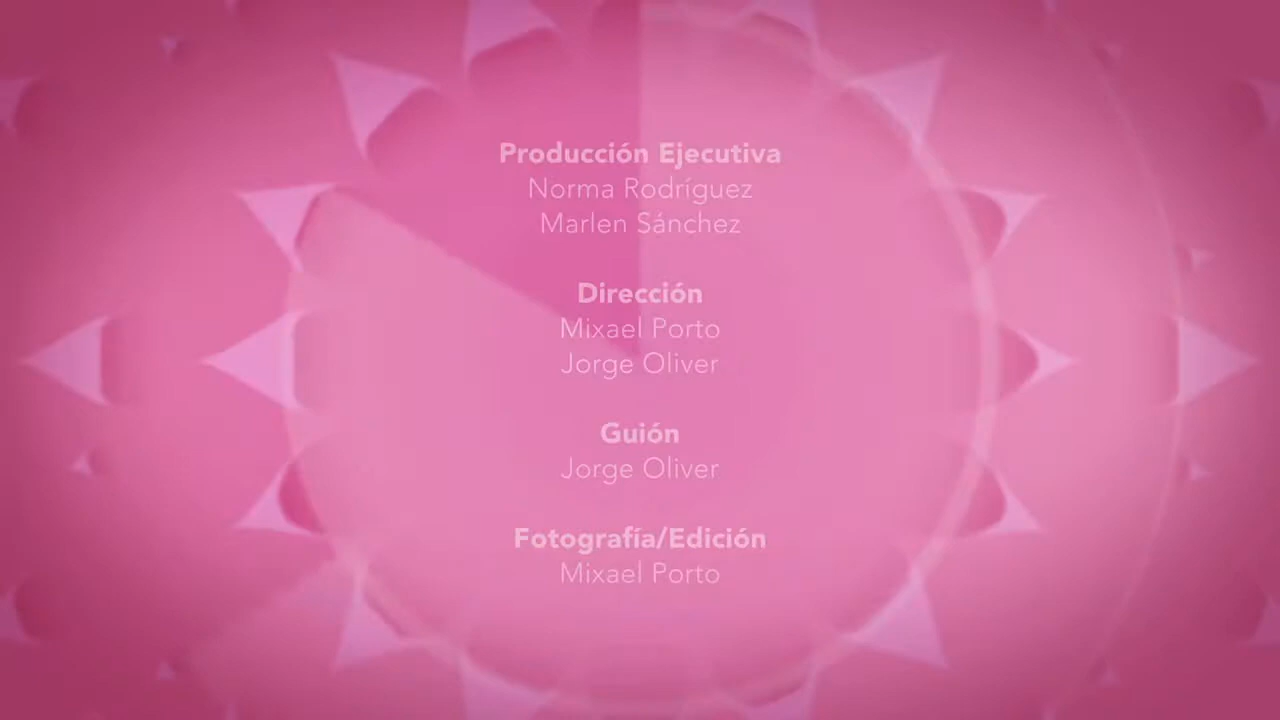 Producción Ejecutiva
Norma Rodríguez
Marlen Sánchez
Dirección
Mixael Porto
Jorge Oliver
Guión
Jorge Oliver
Fotografía/Edición
Mixael Porto